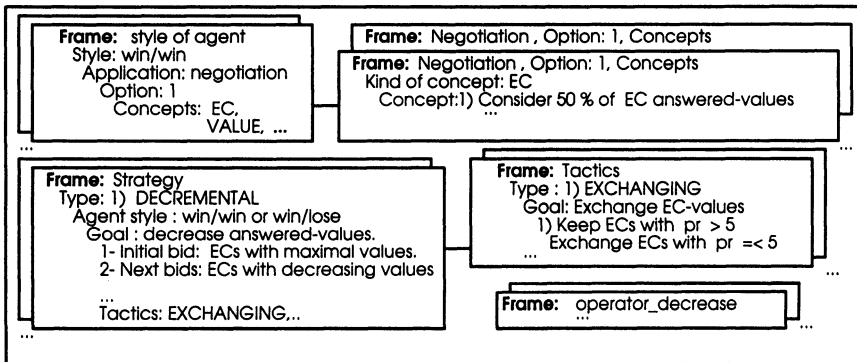 Frame: style of agent
Style: win/win
Application: negotiation
Option: 1
Concepts: EC,
VALUE, ...
...
Frame: Negotiation , Option: 1, Concepts
Frame: Negotiation , Option: 1, Concepts
Kind of concept: EC
Concept:1) Consider 50 % of EC answered-values
...
...
Frame: Strategy
Type: 1) DECREMENTAL
Agent style : win/win or win/lose
Goal : decrease answered-values.
1- Initial bid: ECs with maximal values.
2- Next bids: ECs with decreasing values
...
Tactics: EXCHANGING,..
...
Frame: Tactics
Type : 1) EXCHANGING
Goal: Exchange EC-values
1) Keep ECs with pr > 5
Exchange ECs with pr =< 5
...
...
Frame: operator_decrease
...
...